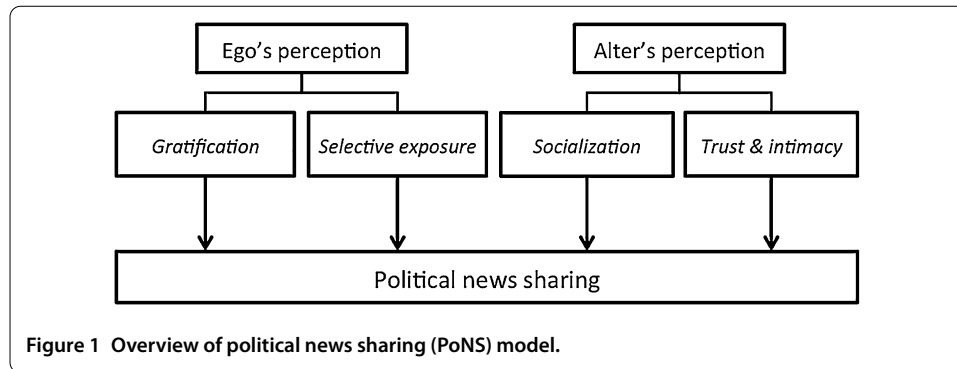 Ego’s perception
Alter’s perception
Gratification
Selective exposure
Socialization
Trust & intimacy
Political news sharing
Figure 1 Overview of political news sharing (PoNS) model.